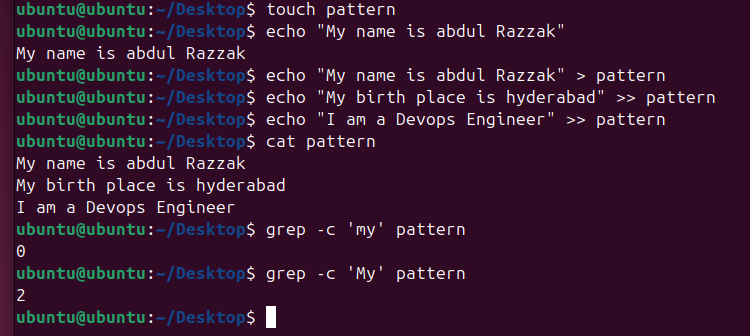 ubuntu@ubuntu:~/Desktop$ touch pattern
ubuntu@ubuntu:~/Desktop$ echo "My name is abdul Razzak"
My name is abdul Razzak
ubuntu@ubuntu:~/Desktop$ echo "My name is abdul Razzak" > pattern
ubuntu@ubuntu:~/Desktop$ echo "My birth place is hyderabad" >> pattern
ubuntu@ubuntu:~/Desktop$ echo "I am a Devops Engineer" >> pattern
ubuntu@ubuntu:~/Desktop$ cat pattern
My name is abdul Razzak
My birth place is hyderabad
I am a Devops Engineer
ubuntu@ubuntu:~/Desktop$ grep -c 'my' pattern
0
ubuntu@ubuntu:~/Desktop$ grep -c 'My' pattern
2
ubuntu@ubuntu:~/Desktop$